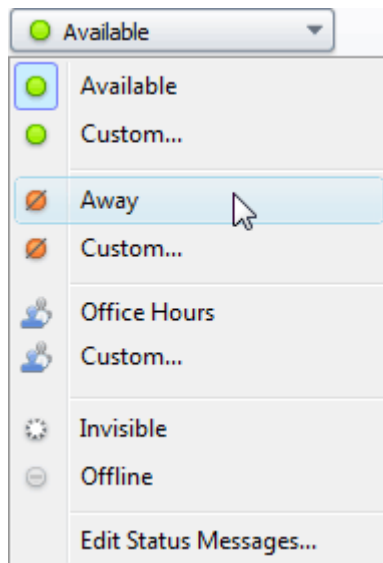 Available
Available
Custom...
Away
Custom...
Office Hours
Custom...
Invisible
Offline
Edit Status Messages...